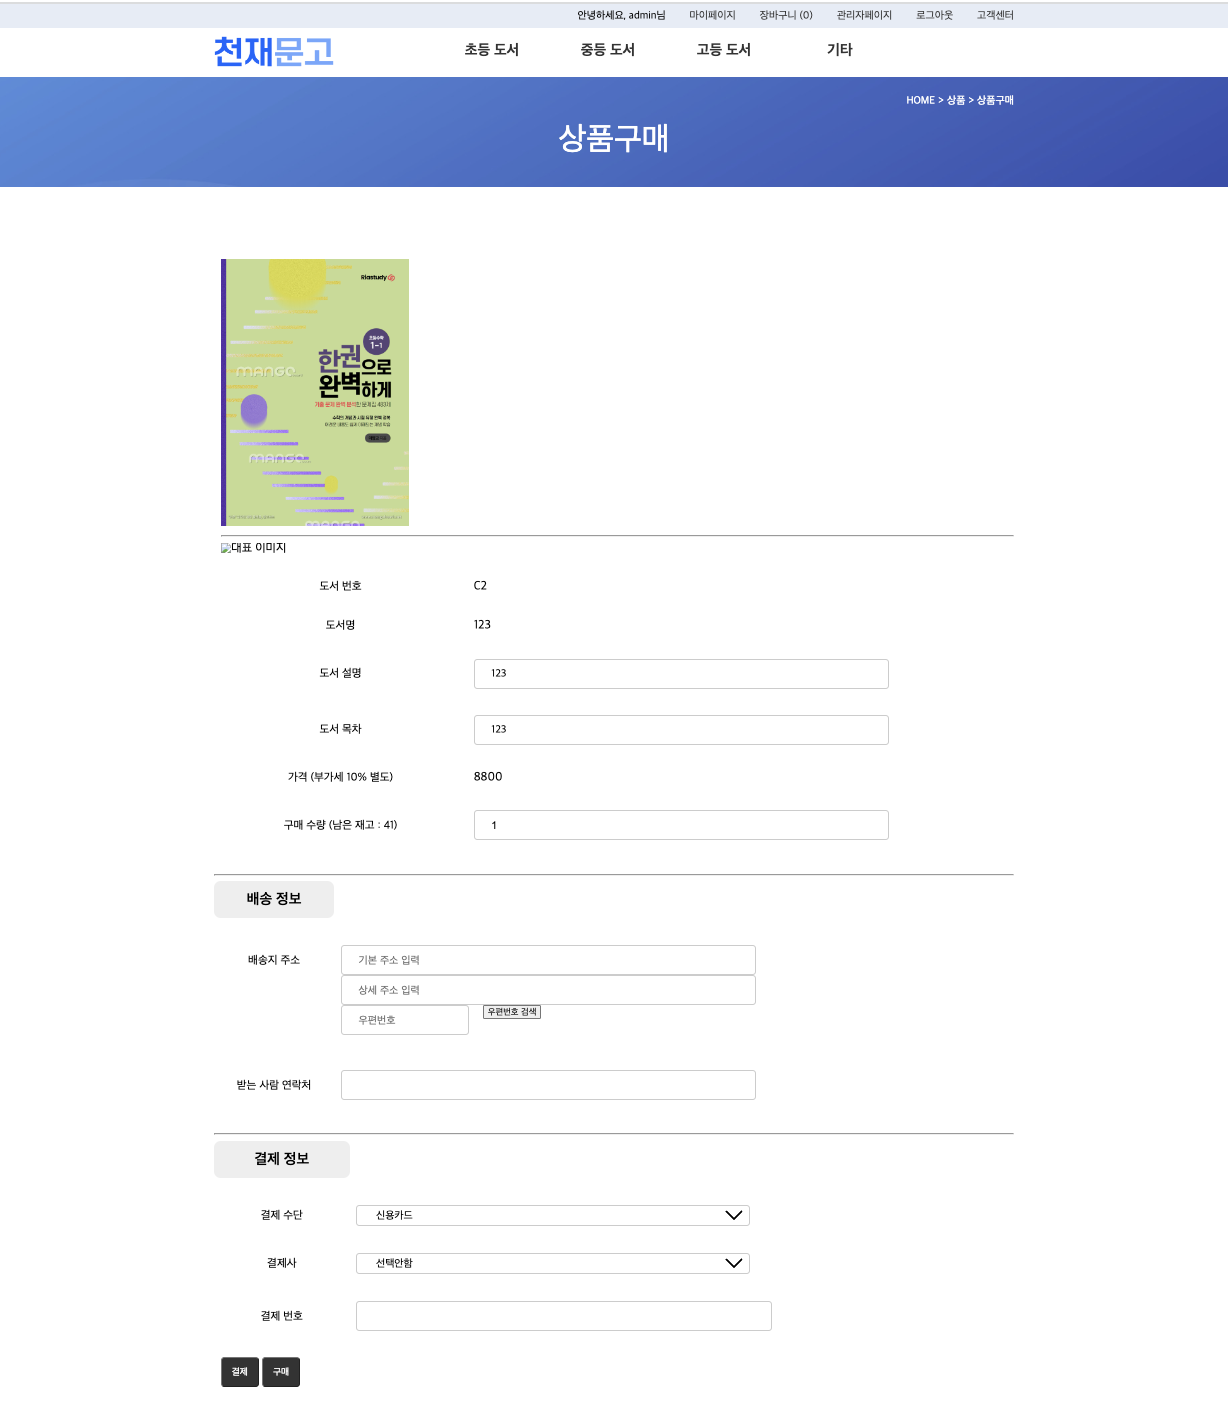 안녕하세요, admin님 마이페이지 장바구니 (0) 관리자페이지 로그아웃 고객센터
천재문고 초등 도서 중등 도서 고등 도서 기타
HOME > 상품 > 상품구매
상품구매
Riastudy
초등수학
1-1
한권으로
완벽하게
대표 이미지
도서 번호 C2
도서명 123
도서 설명 123
도서 목차 123
가격 (부가세 10% 별도) 8800
구매 수량 (남은 재고 : 41) 1
배송 정보
배송지 주소 기본 주소 입력
상세 주소 입력
우편번호 우편번호 검색
받는 사람 연락처
결제 정보
결제 수단 신용카드
결제사 선택안함
결제 번호
결제 구매